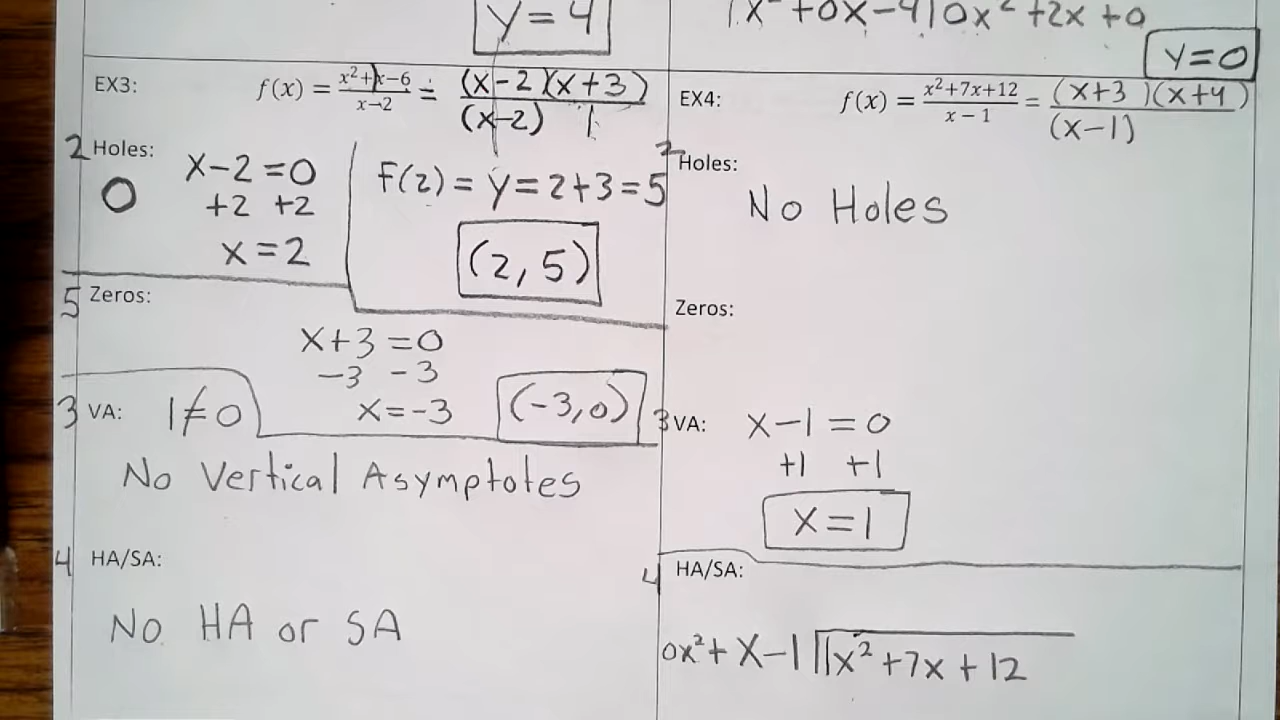 y = 4
1x² +0x−4|0x² +2x +0
y=0
EX3: f(x) = x²+x−6 / x−2 = (x−2)(x+3) / (x−2) 1
2 Holes:
O
x−2 =0
+2 +2
x =2
F(2) = y = 2+3 =5
(2, 5)
5 Zeros:
x+3 =0
−3 −3
x=−3
(−3,0)
3 VA: 1≠0
No Vertical Asymptotes
4 HA/SA:
No HA or SA
EX4: f(x) = x²+7x+12 / x − 1 = (x+3)(x+4) / (x−1)
2 Holes:
No Holes
Zeros:
3 VA: x−1 = 0
+1 +1
x =1
4 HA/SA:
0x²+ x−1 |1x² +7x +12